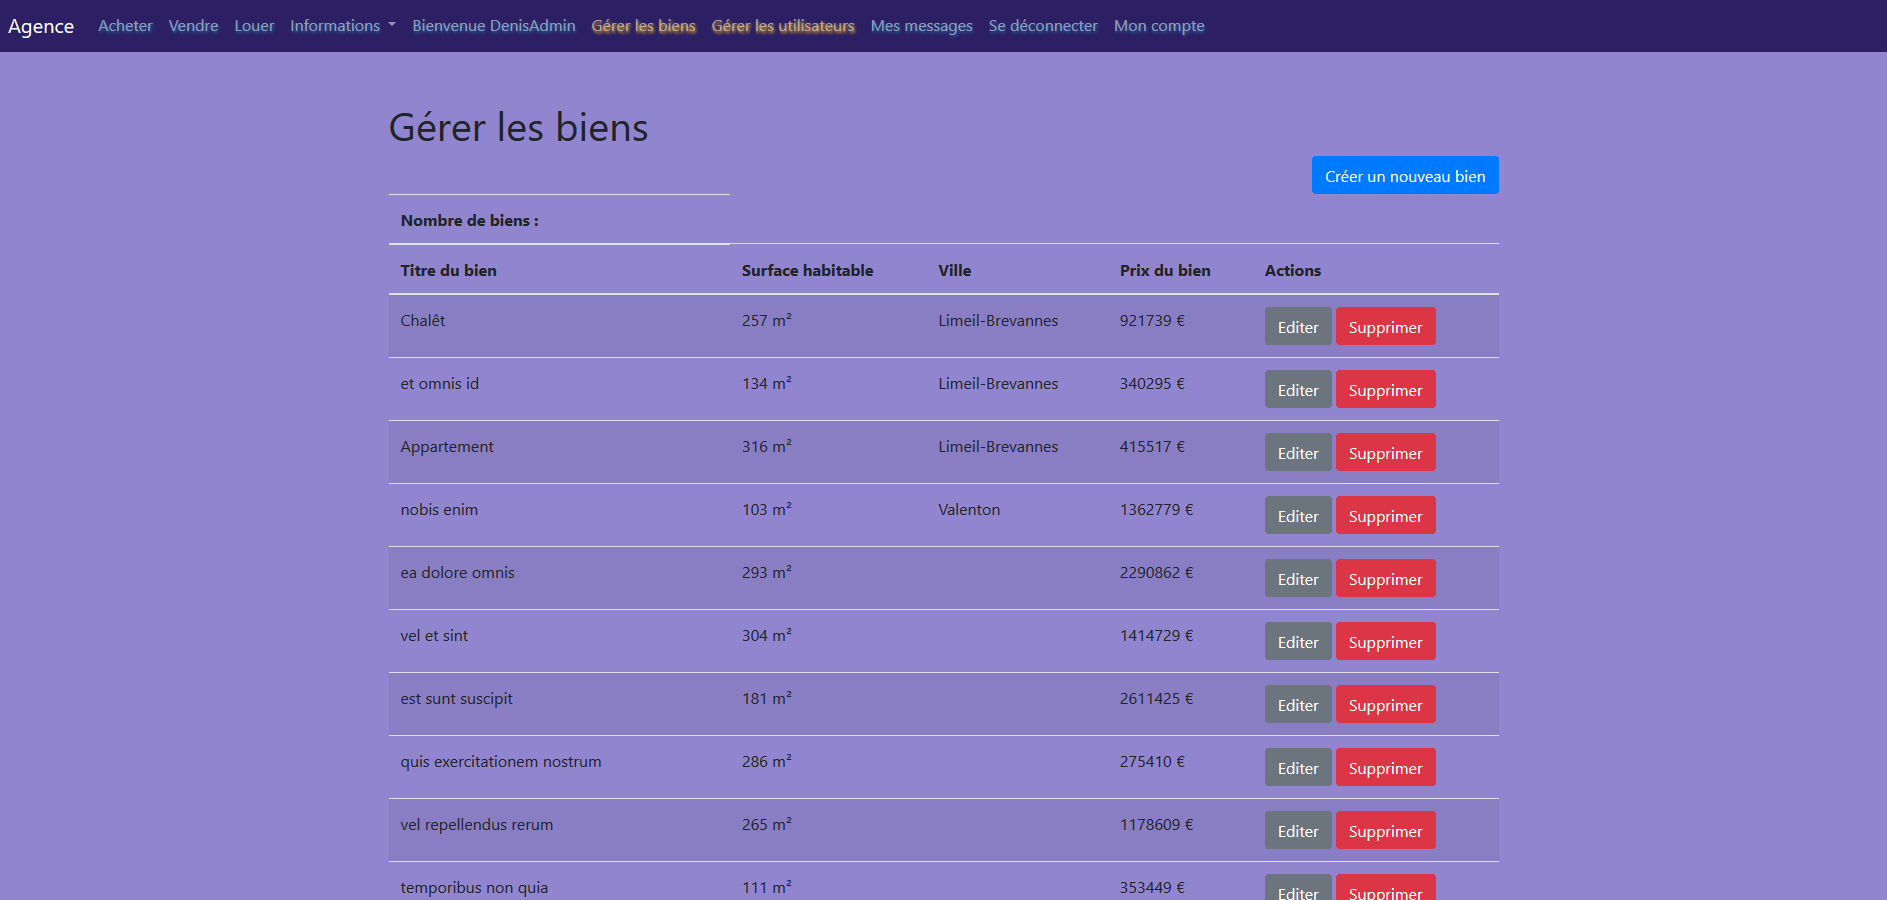 Agence Acheter Vendre Louer Informations Bienvenue DenisAdmin Gérer les biens Gérer les utilisateurs Mes messages Se déconnecter Mon compte
Gérer les biens
Créer un nouveau bien
Nombre de biens :
Titre du bien Surface habitable Ville Prix du bien Actions
Chalêt 257 m² Limeil-Brevannes 921739 € Editer Supprimer
et omnis id 134 m² Limeil-Brevannes 340295 € Editer Supprimer
Appartement 316 m² Limeil-Brevannes 415517 € Editer Supprimer
nobis enim 103 m² Valenton 1362779 € Editer Supprimer
ea dolore omnis 293 m² 2290862 € Editer Supprimer
vel et sint 304 m² 1414729 € Editer Supprimer
est sunt suscipit 181 m² 2611425 € Editer Supprimer
quis exercitationem nostrum 286 m² 275410 € Editer Supprimer
vel repellendus rerum 265 m² 1178609 € Editer Supprimer
temporibus non quia 111 m² 353449 € Editer Supprimer